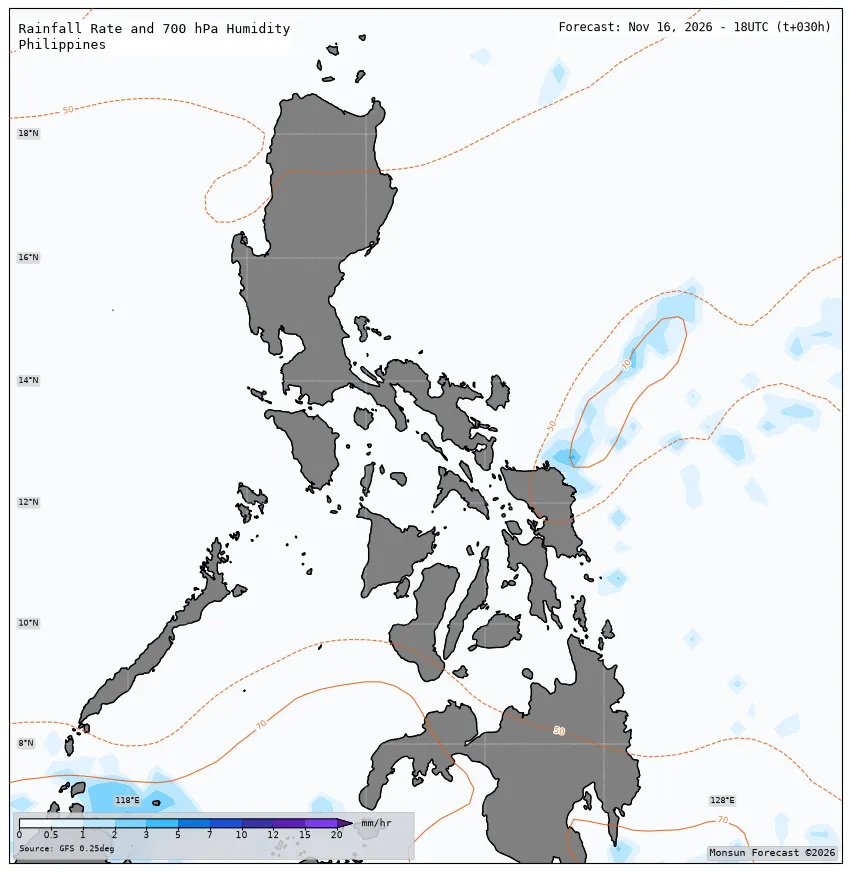 Rainfall Rate and 700 hPa Humidity
Philippines
Forecast: Nov 16, 2026 - 18UTC (t+030h)
50
18°N
16°N
14°N
70
50
12°N
10°N
70
50
8°N
118°E
128°E
70
0 0.5 1 2 3 5 7 10 12 15 20 mm/hr
Source: GFS 0.25deg
Monsun Forecast ©2026